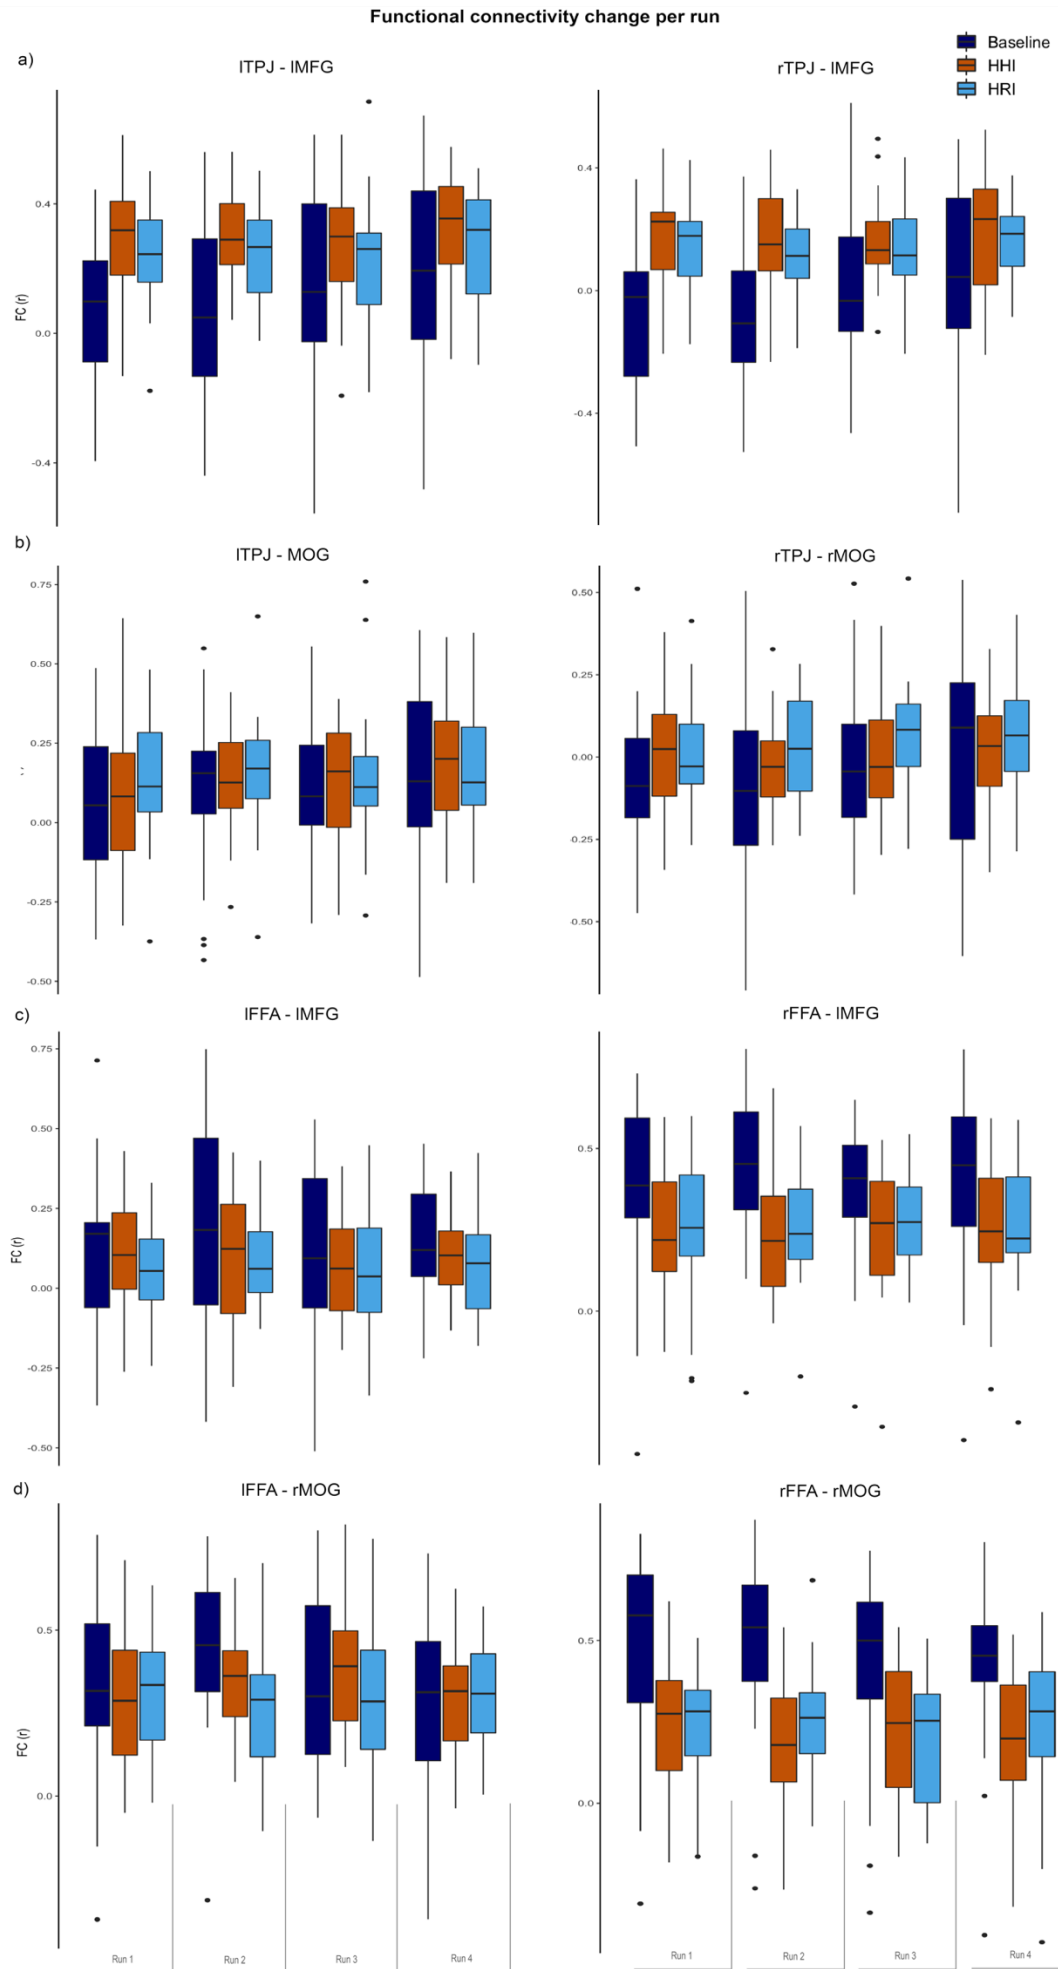 Functional connectivity change per run
Baseline
HHI
HRI
a)
lTPJ - lMFG
rTPJ - lMFG
FC (r)
0.4
0.0
-0.4
0.4
0.0
-0.4
b)
lTPJ - MOG
rTPJ - rMOG
0.75
0.50
0.25
0.00
-0.25
-0.50
0.50
0.25
0.00
-0.25
-0.50
c)
lFFA - lMFG
rFFA - lMFG
FC (r)
0.75
0.50
0.25
0.00
-0.25
-0.50
0.5
0.0
d)
lFFA - rMOG
rFFA - rMOG
FC (r)
0.5
0.0
0.5
0.0
Run 1
Run 2
Run 3
Run 4
Run 1
Run 2
Run 3
Run 4